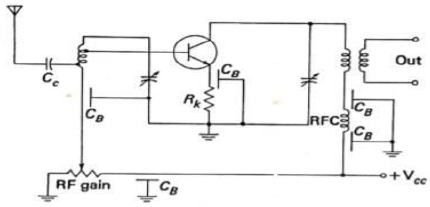 C_c
C_B
R_k
C_B
Out
RFC
C_B
C_B
RF gain
C_B
+V_cc